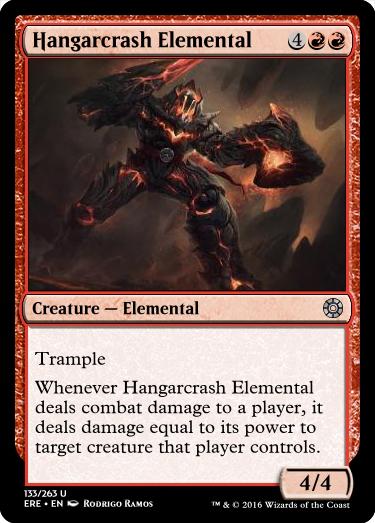 Hangarcrash Elemental 4
Creature — Elemental
Trample
Whenever Hangarcrash Elemental
deals combat damage to a player, it
deals damage equal to its power to
target creature that player controls.
4/4
133/263 U
ERE • EN Rodrigo Ramos ™ & © 2016 Wizards of the Coast